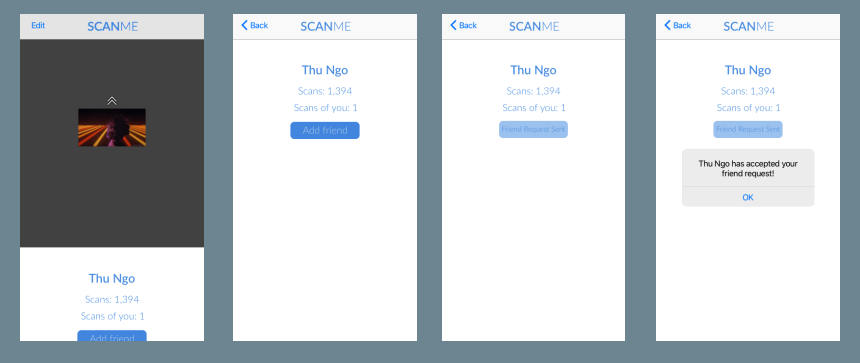 Edit
SCANME
Thu Ngo
Scans: 1,394
Scans of you: 1
Add friend
Back
SCANME
Thu Ngo
Scans: 1,394
Scans of you: 1
Add friend
Back
SCANME
Thu Ngo
Scans: 1,394
Scans of you: 1
Friend Request Sent
Back
SCANME
Thu Ngo
Scans: 1,394
Scans of you: 1
Friend Request Sent
Thu Ngo has accepted your
friend request!
OK